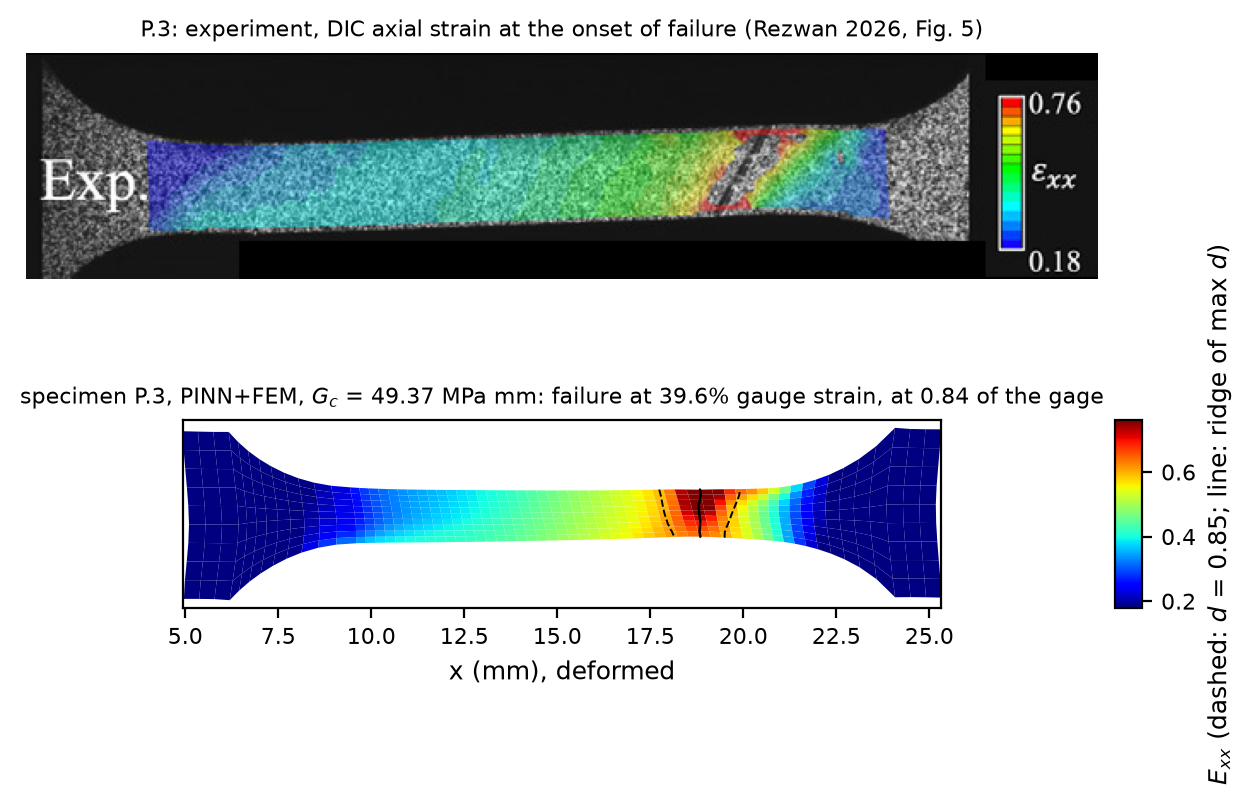 P.3: experiment, DIC axial strain at the onset of failure (Rezwan 2026, Fig. 5)
Exp.
0.76
εxx
0.18
specimen P.3, PINN+FEM, Gc = 49.37 MPa mm: failure at 39.6% gauge strain, at 0.84 of the gage
0.6
0.4
0.2
Exx (dashed: d = 0.85; line: ridge of max d)
5.0 7.5 10.0 12.5 15.0 17.5 20.0 22.5 25.0
x (mm), deformed